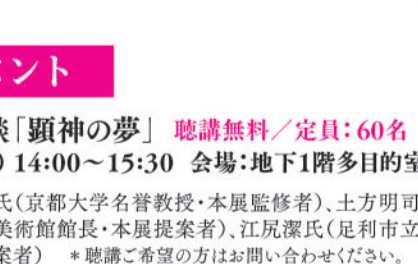 ント
「顕神の夢」 聴講無料／定員：60名
）14:00～15:30 会場：地下1階多目的室
氏（京都大学名誉教授・本展監修者）、土方明司
美術館館長・本展提案者）、江尻潔氏（足利市立
案者） ＊聴講ご希望の方はお問い合わせください。